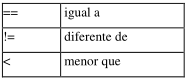 == igual a
!= diferente de
< menor que